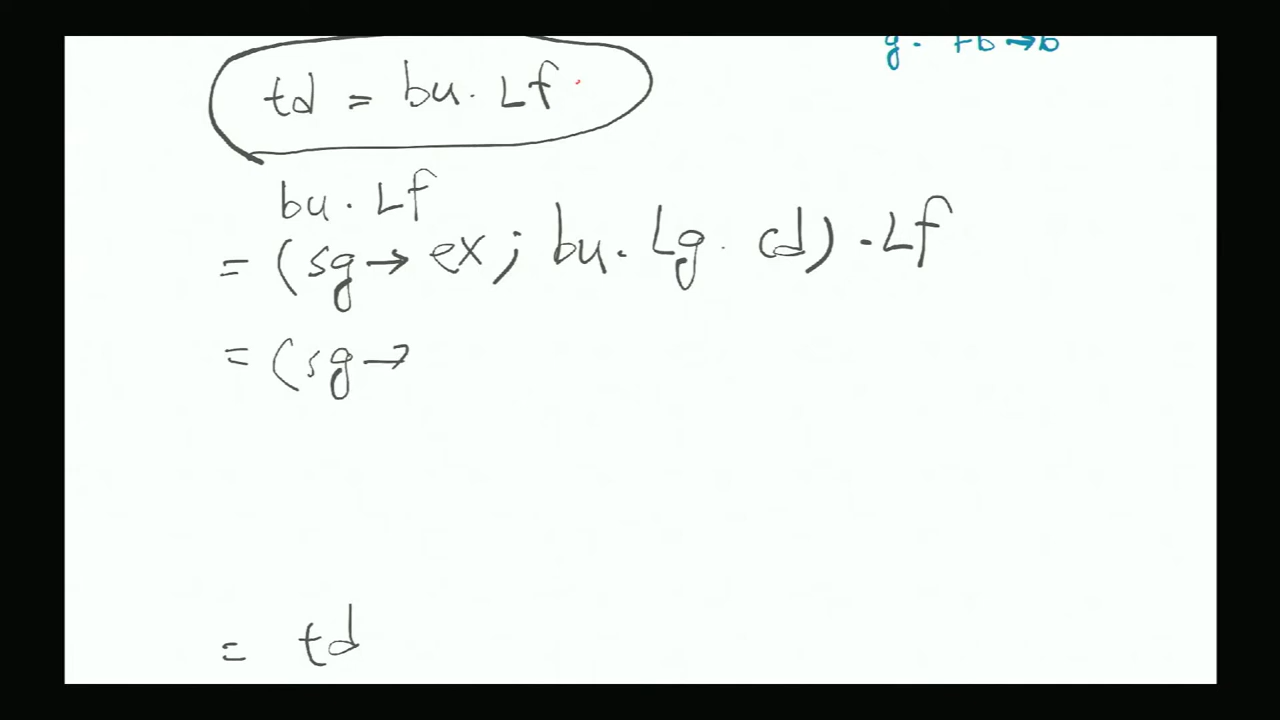 g. Fb → b
td = bu. Lf
bu. Lf
= (sg → ex; bu. Lg. cd) . Lf
= (sg →
= td